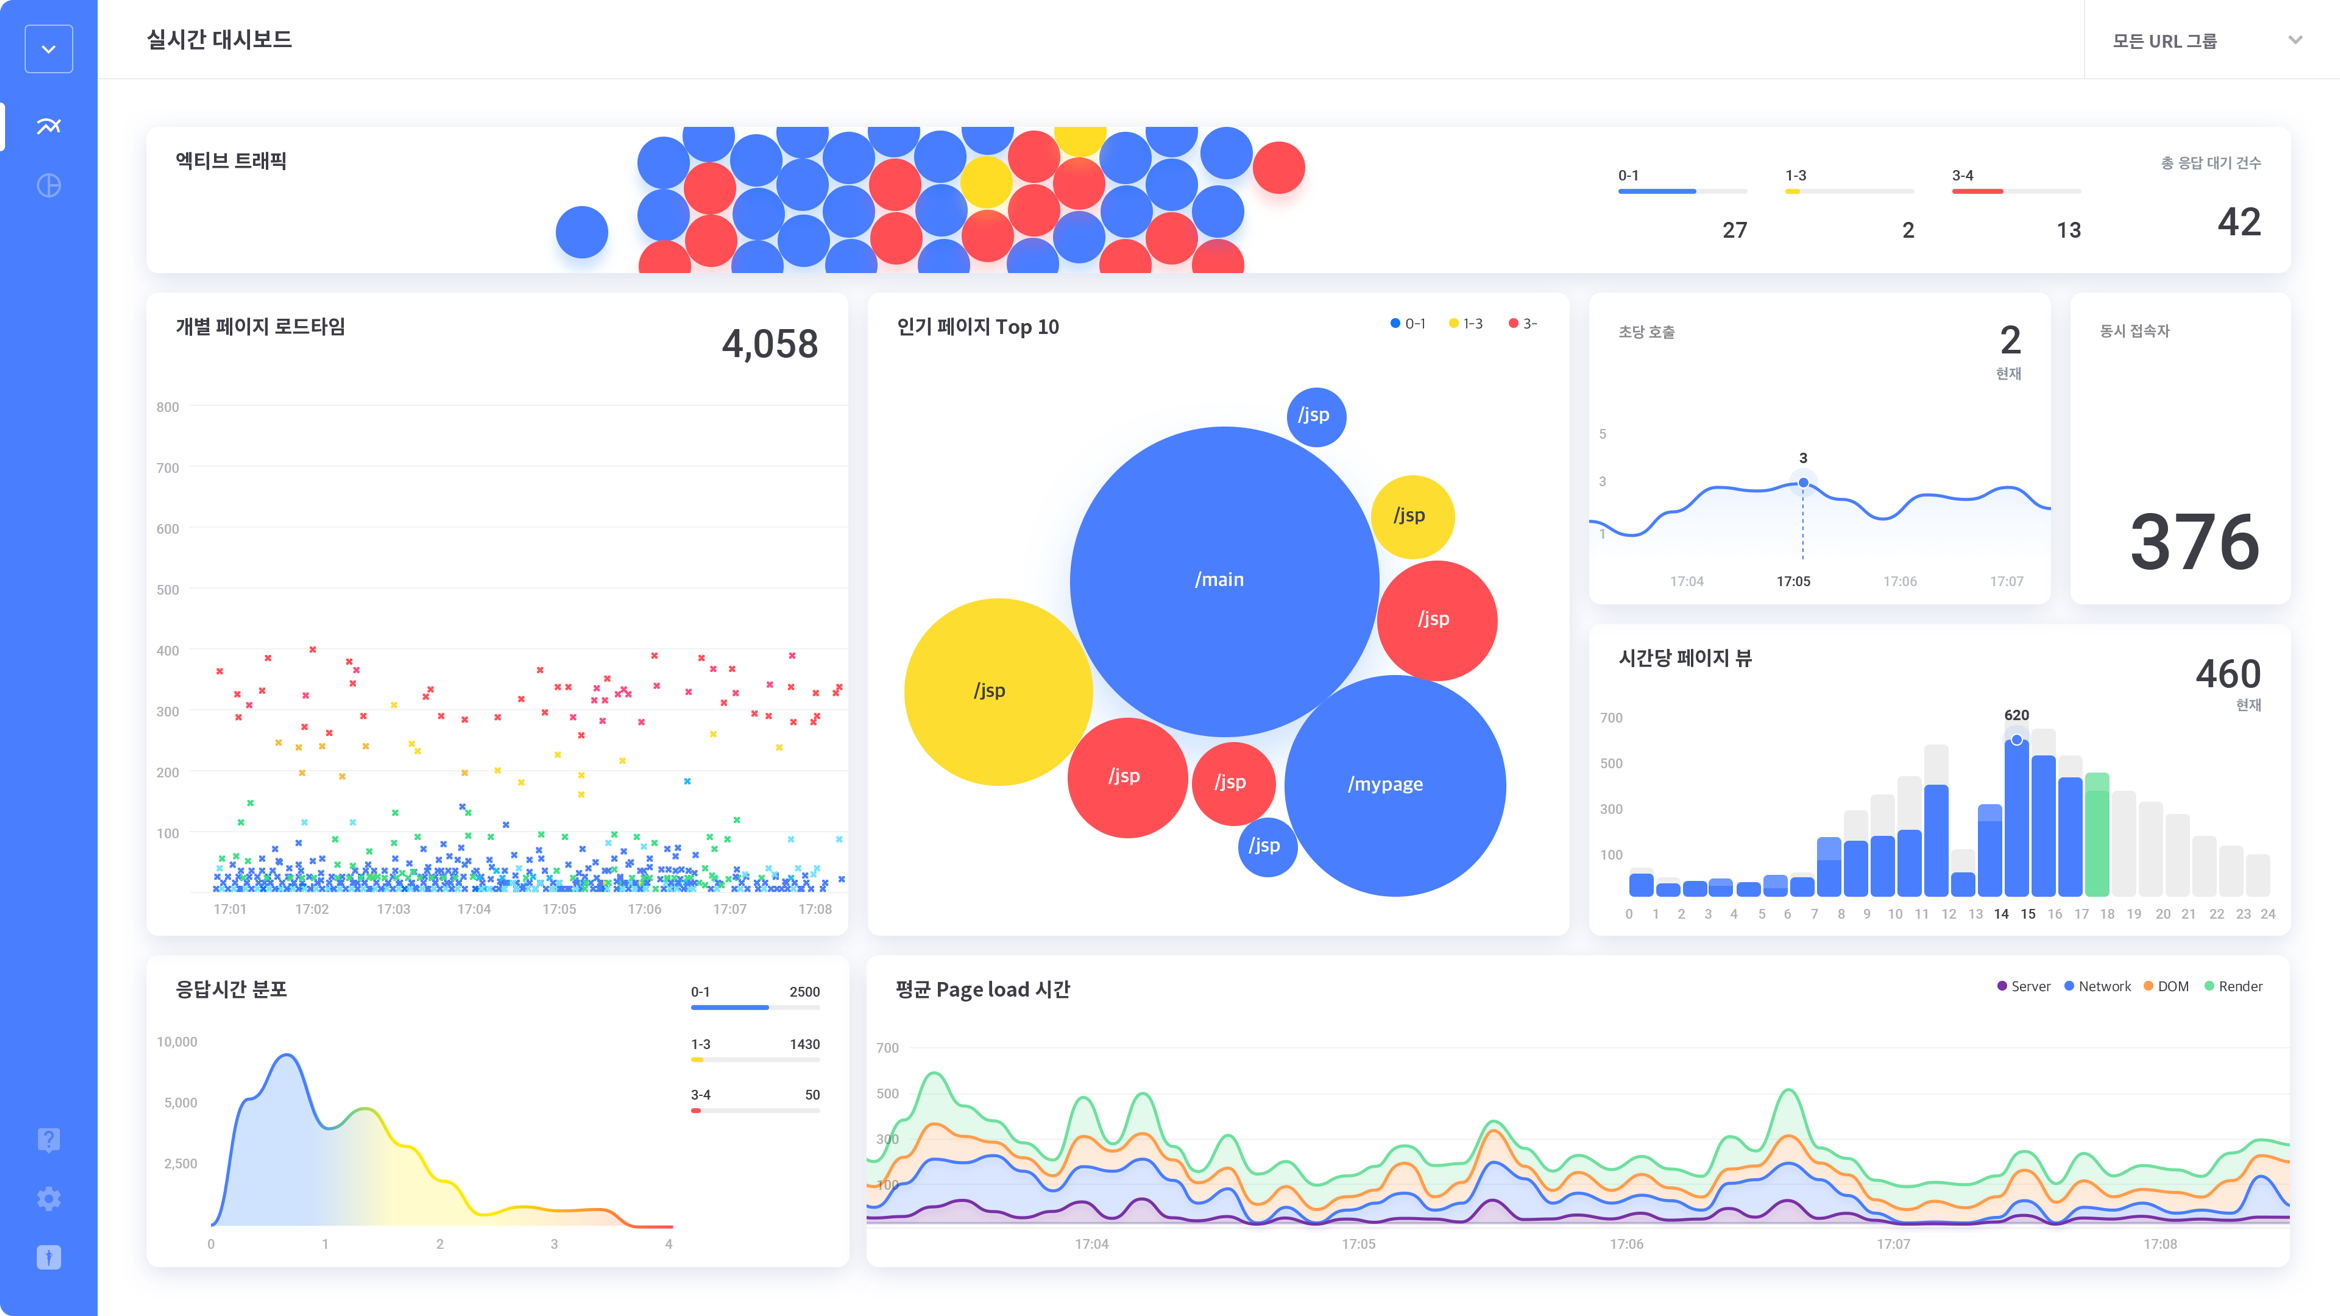 실시간 대시보드
모든 URL 그룹
엑티브 트래픽
0-1
27
1-3
2
3-4
13
총 응답 대기 건수
42
개별 페이지 로드타임
4,058
800
700
600
500
400
300
200
100
17:01 17:02 17:03 17:04 17:05 17:06 17:07 17:08
인기 페이지 Top 10
0-1 1-3 3-
/jsp
/jsp
/main
/jsp
/jsp
/jsp
/jsp
/mypage
/jsp
초당 호출
2
현재
5
3
3
1
17:04 17:05 17:06 17:07
동시 접속자
376
시간당 페이지 뷰
460
현재
620
700
500
300
100
0 1 2 3 4 5 6 7 8 9 10 11 12 13 14 15 16 17 18 19 20 21 22 23 24
응답시간 분포
0-1 2500
1-3 1430
3-4 50
10,000
5,000
2,500
0 1 2 3 4
평균 Page load 시간
Server Network DOM Render
700
500
300
100
17:04 17:05 17:06 17:07 17:08